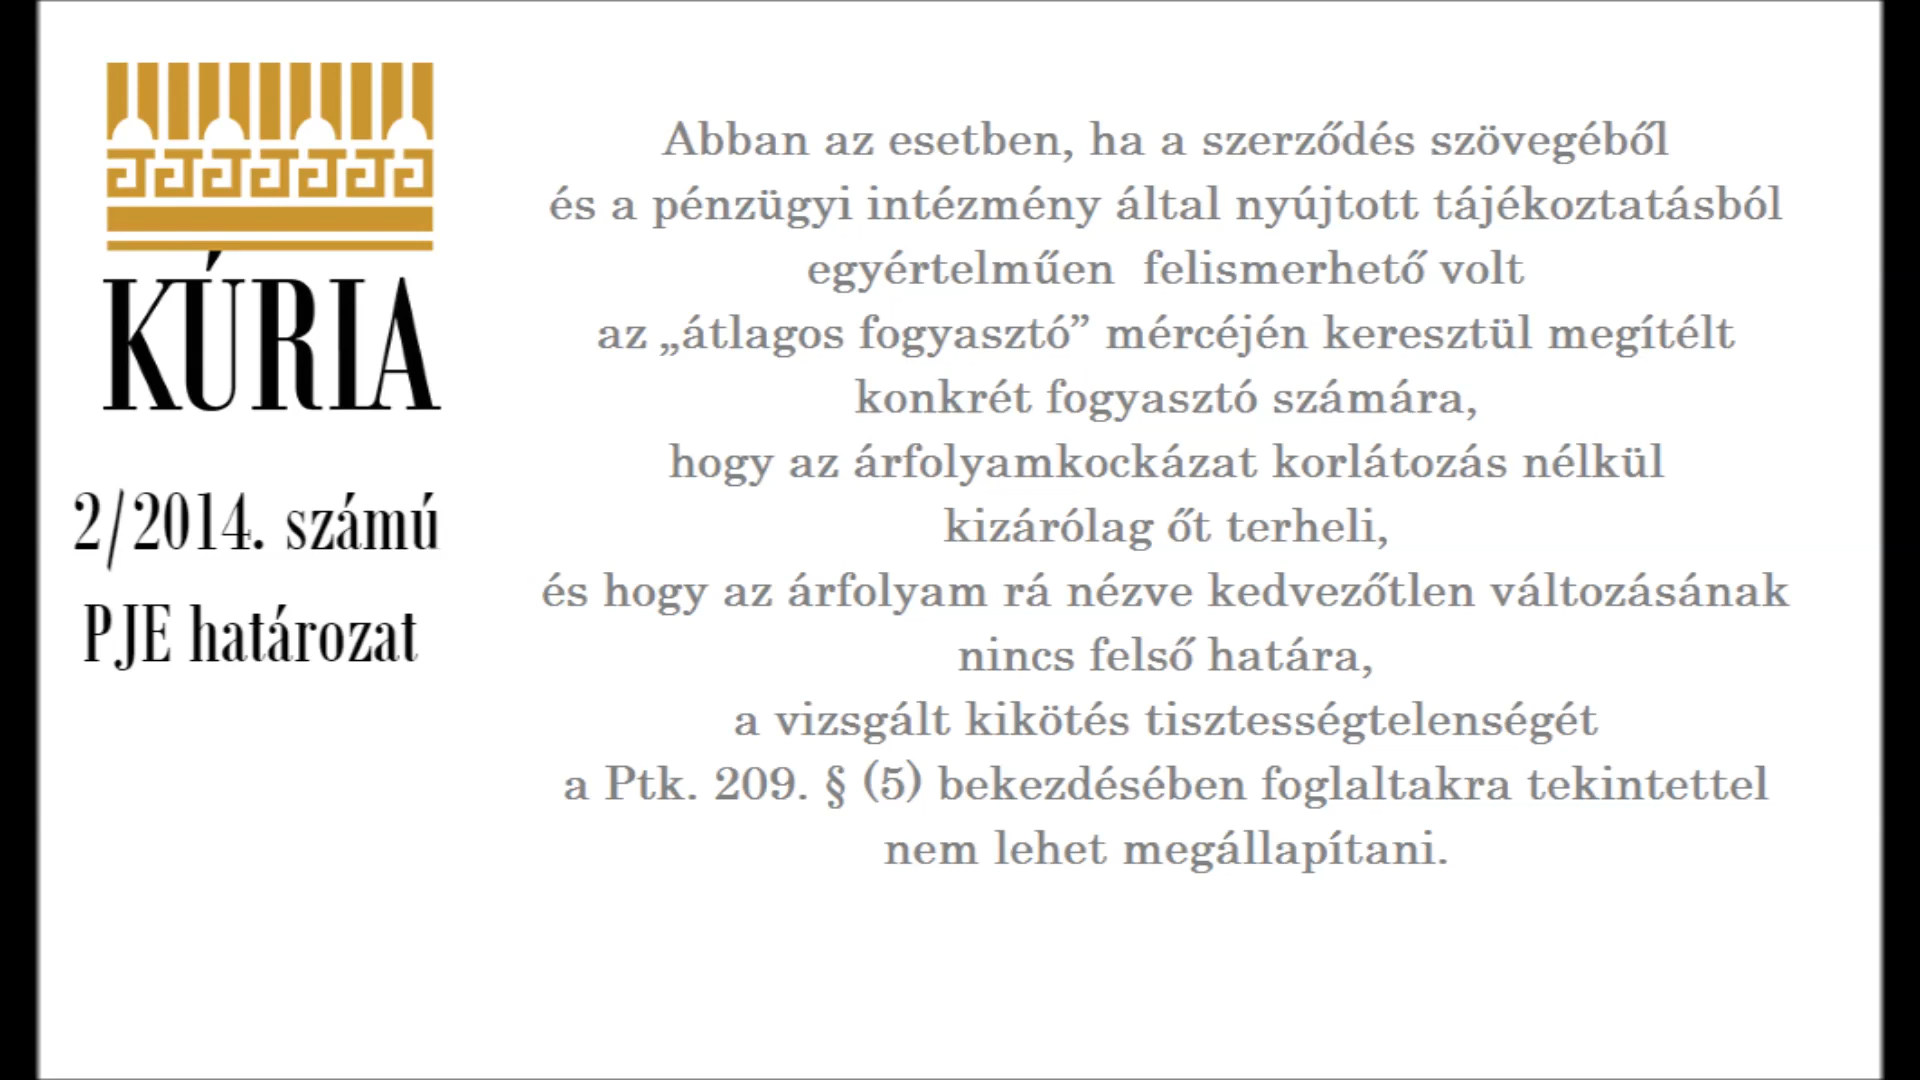 KÚRIA
2/2014. számú
PJE határozat
Abban az esetben, ha a szerződés szövegéből
és a pénzügyi intézmény által nyújtott tájékoztatásból
egyértelműen felismerhető volt
az „átlagos fogyasztó” mércéjén keresztül megítélt
konkrét fogyasztó számára,
hogy az árfolyamkockázat korlátozás nélkül
kizárólag őt terheli,
és hogy az árfolyam rá nézve kedvezőtlen változásának
nincs felső határa,
a vizsgált kikötés tisztességtelenségét
a Ptk. 209. § (5) bekezdésében foglaltakra tekintettel
nem lehet megállapítani.